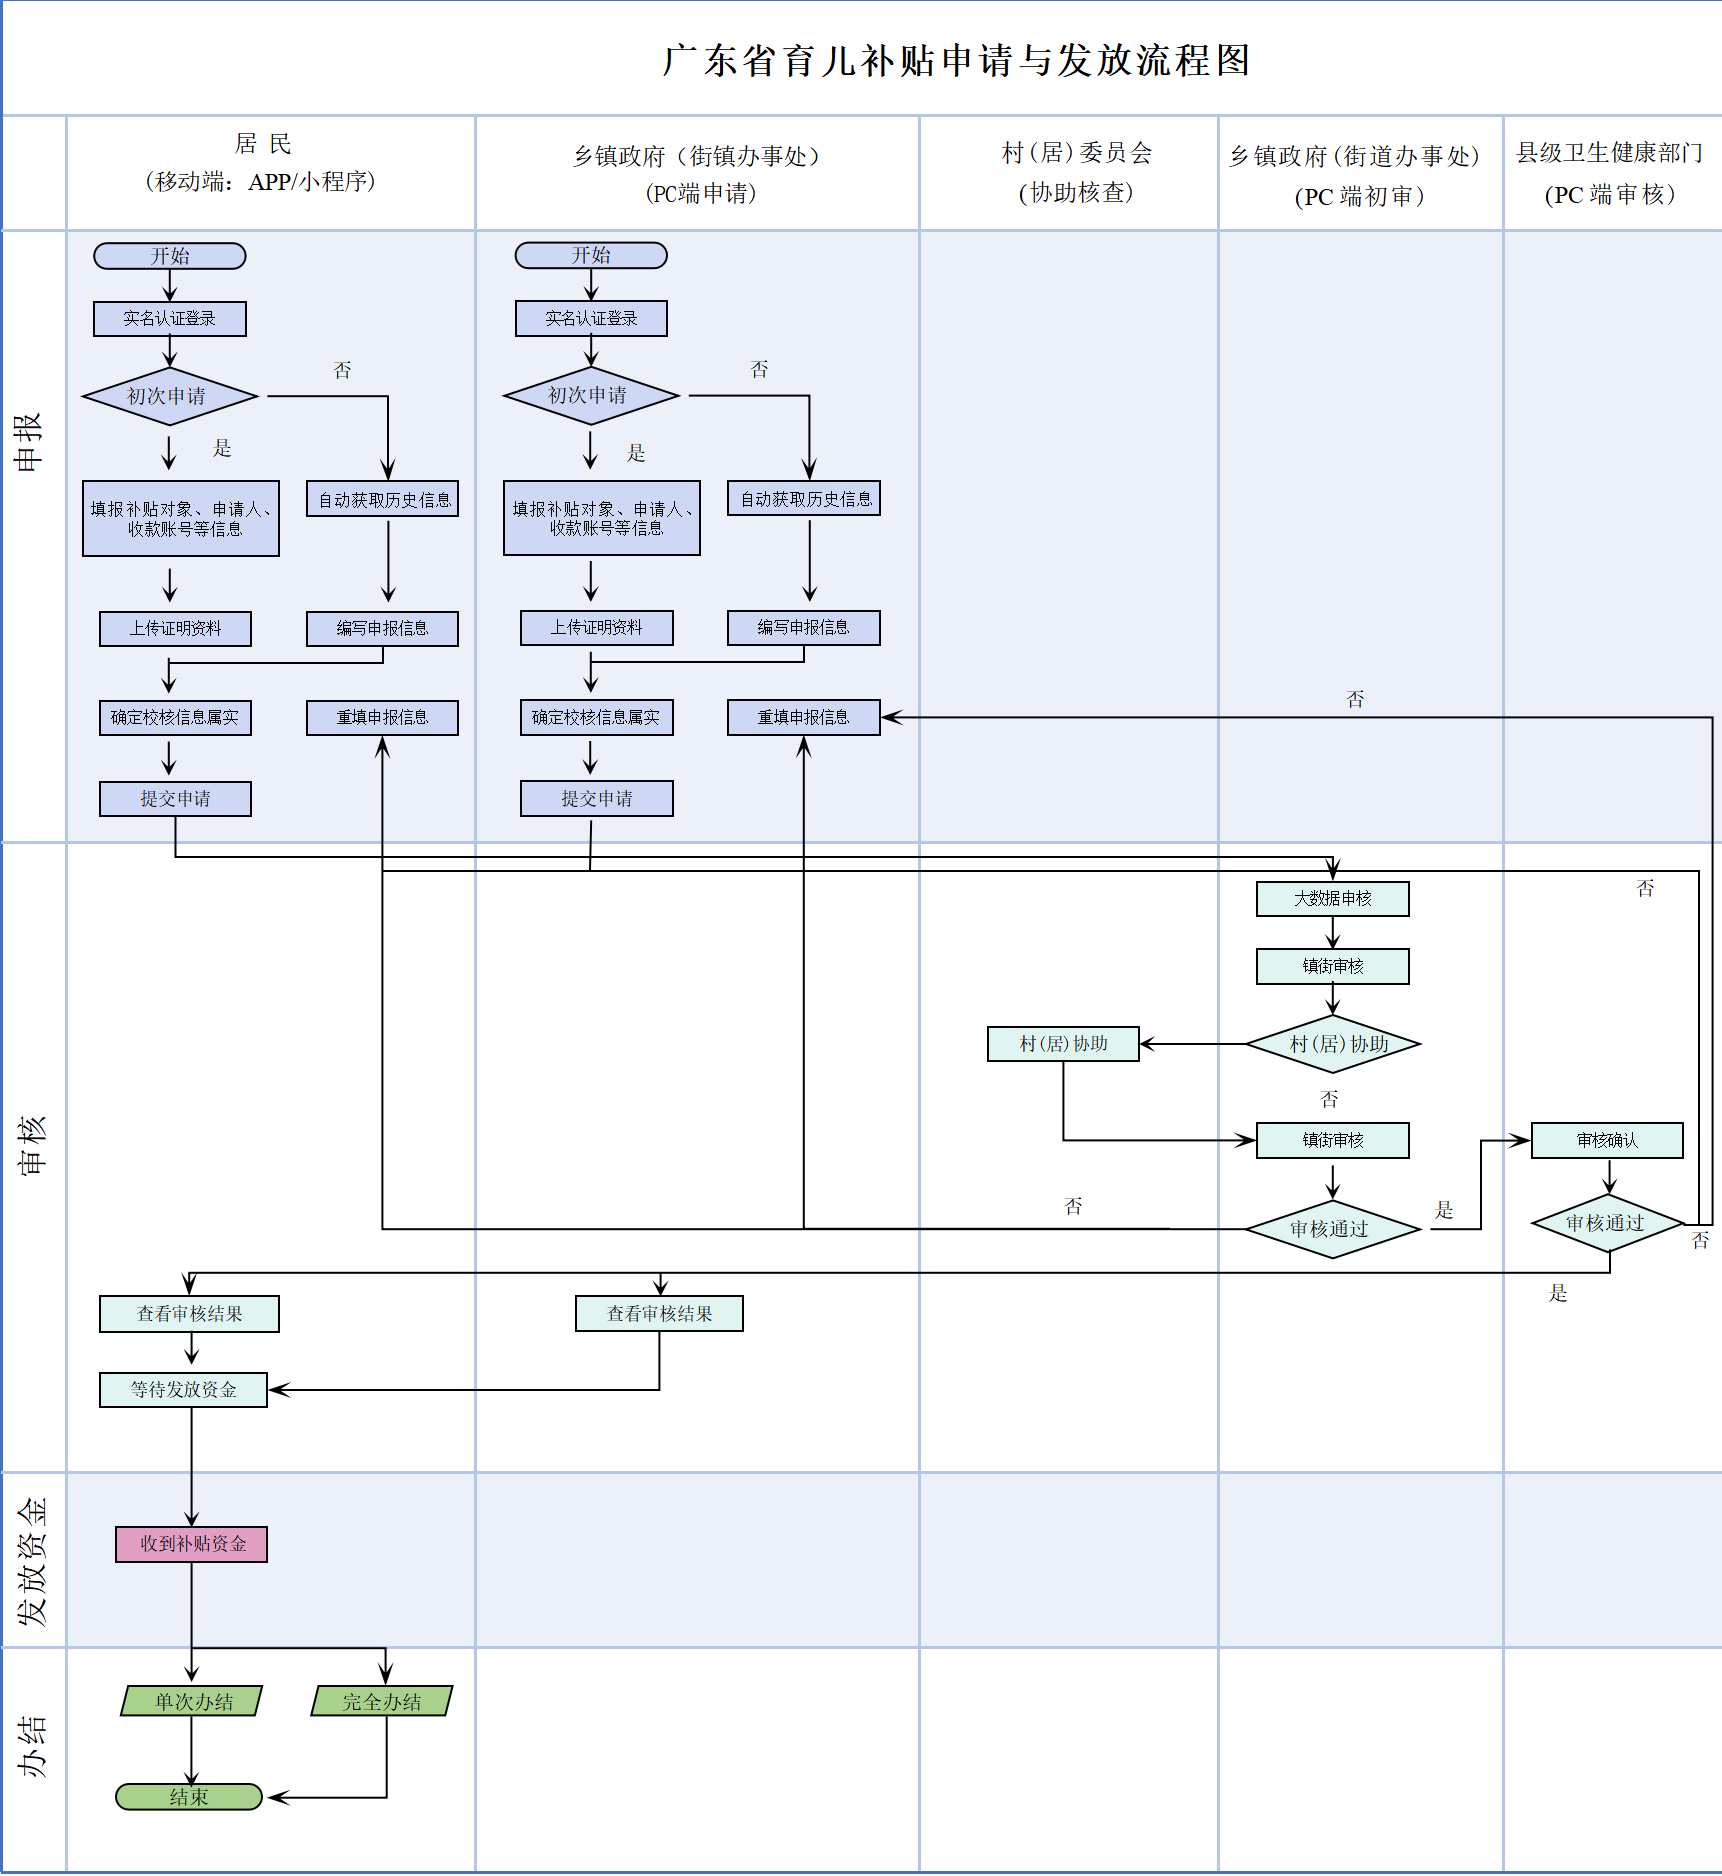 广东省育儿补贴申请与发放流程图
居 民
(移动端：APP/小程序)
乡镇政府（街镇办事处）
(PC端申请)
村(居)委员会
(协助核查)
乡镇政府(街道办事处)
(PC 端初审)
县级卫生健康部门
(PC 端审核)
申报
开始
实名认证登录
初次申请
否
是
填报补贴对象、申请人、
收款账号等信息
自动获取历史信息
上传证明资料
编写申报信息
确定校核信息属实
重填申报信息
提交申请
开始
实名认证登录
初次申请
否
是
填报补贴对象、申请人、
收款账号等信息
自动获取历史信息
上传证明资料
编写申报信息
确定校核信息属实
重填申报信息
提交申请
否
审核
大数据审核
否
镇街审核
村(居)协助
村(居)协助
否
镇街审核
审核确认
否
审核通过
是
审核通过
否
是
查看审核结果
查看审核结果
等待发放资金
发放资金
收到补贴资金
办结
单次办结
完全办结
结束